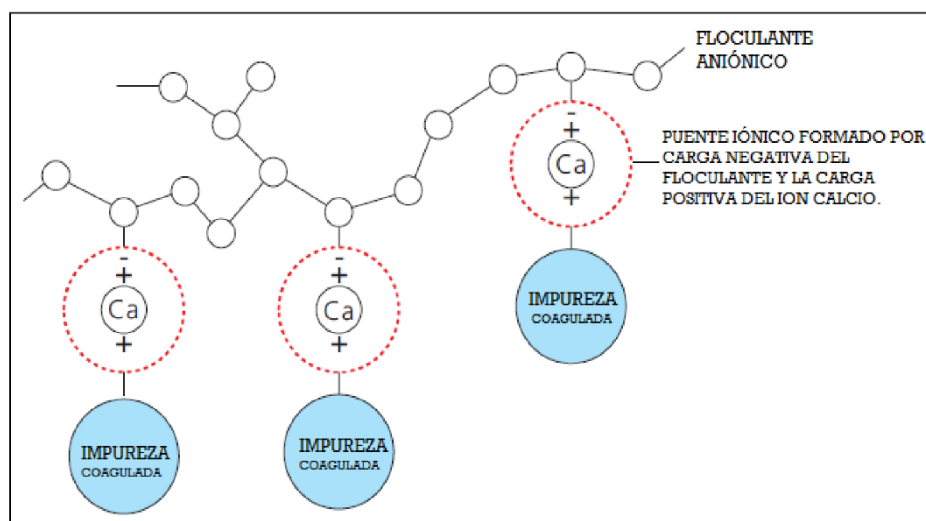 FLOCULANTE
ANIÓNICO
PUENTE IÓNICO FORMADO POR
CARGA NEGATIVA DEL
FLOCULANTE Y LA CARGA
POSITIVA DEL ION CALCIO.
-
+
Ca
+
IMPUREZA
COAGULADA
-
+
Ca
+
IMPUREZA
COAGULADA
-
+
Ca
+
IMPUREZA
COAGULADA